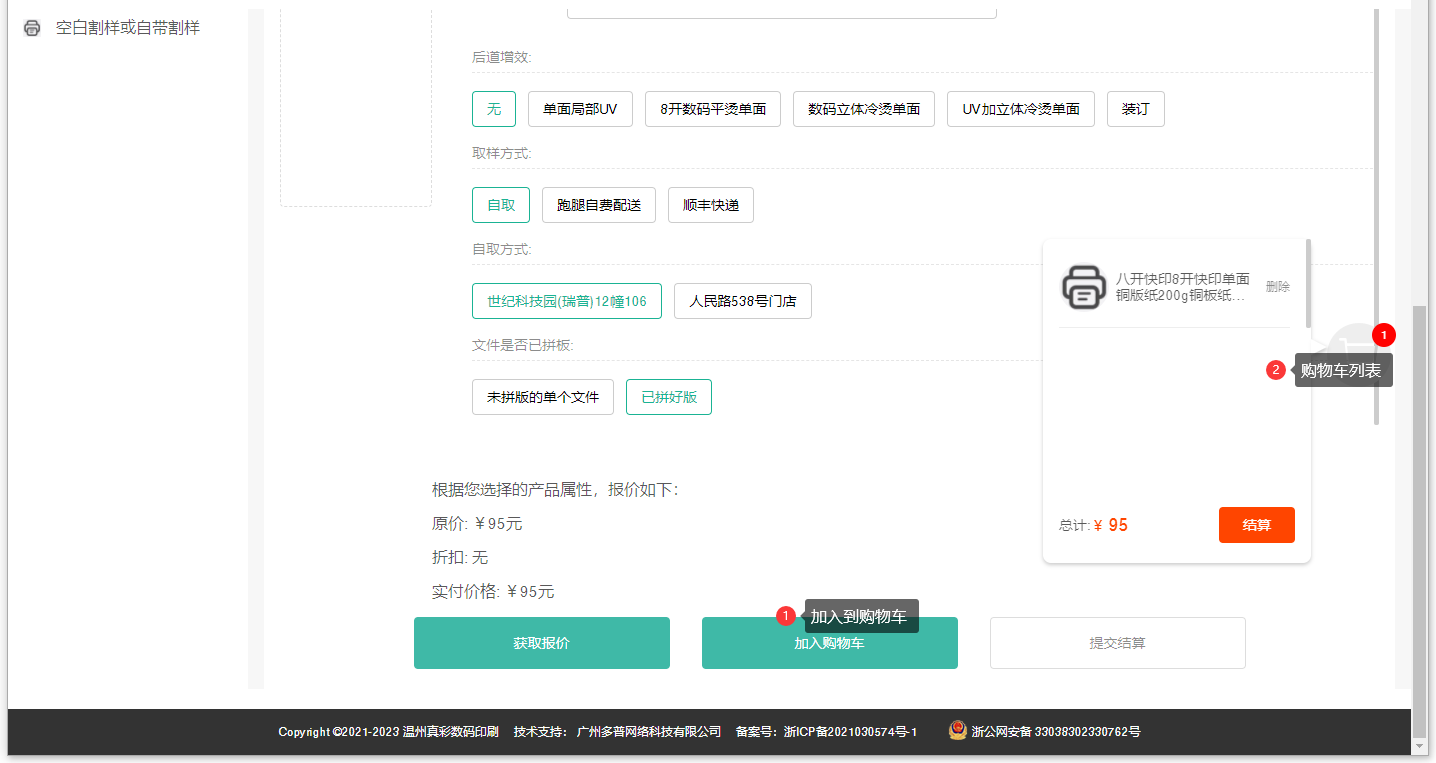 空白割样或自带割样
后道增效:
无 单面局部UV 8开数码平烫单面 数码立体冷烫单面 UV加立体冷烫单面 装订
取样方式:
自取 跑腿自费配送 顺丰快递
自取方式:
世纪科技园(瑞普)12幢106 人民路538号门店
文件是否已拼板:
未拼版的单个文件 已拼好版
八开快印8开快印单面
铜版纸200g铜板纸...
删除
1
2 购物车列表
总计:￥ 95 结算
根据您选择的产品属性，报价如下：
原价: ￥95元
折扣: 无
实付价格: ￥95元
1 加入到购物车
获取报价 加入购物车 提交结算
Copyright ©2021-2023 温州真彩数码印刷 技术支持： 广州多普网络科技有限公司 备案号：浙ICP备2021030574号-1 浙公网安备 33038302330762号